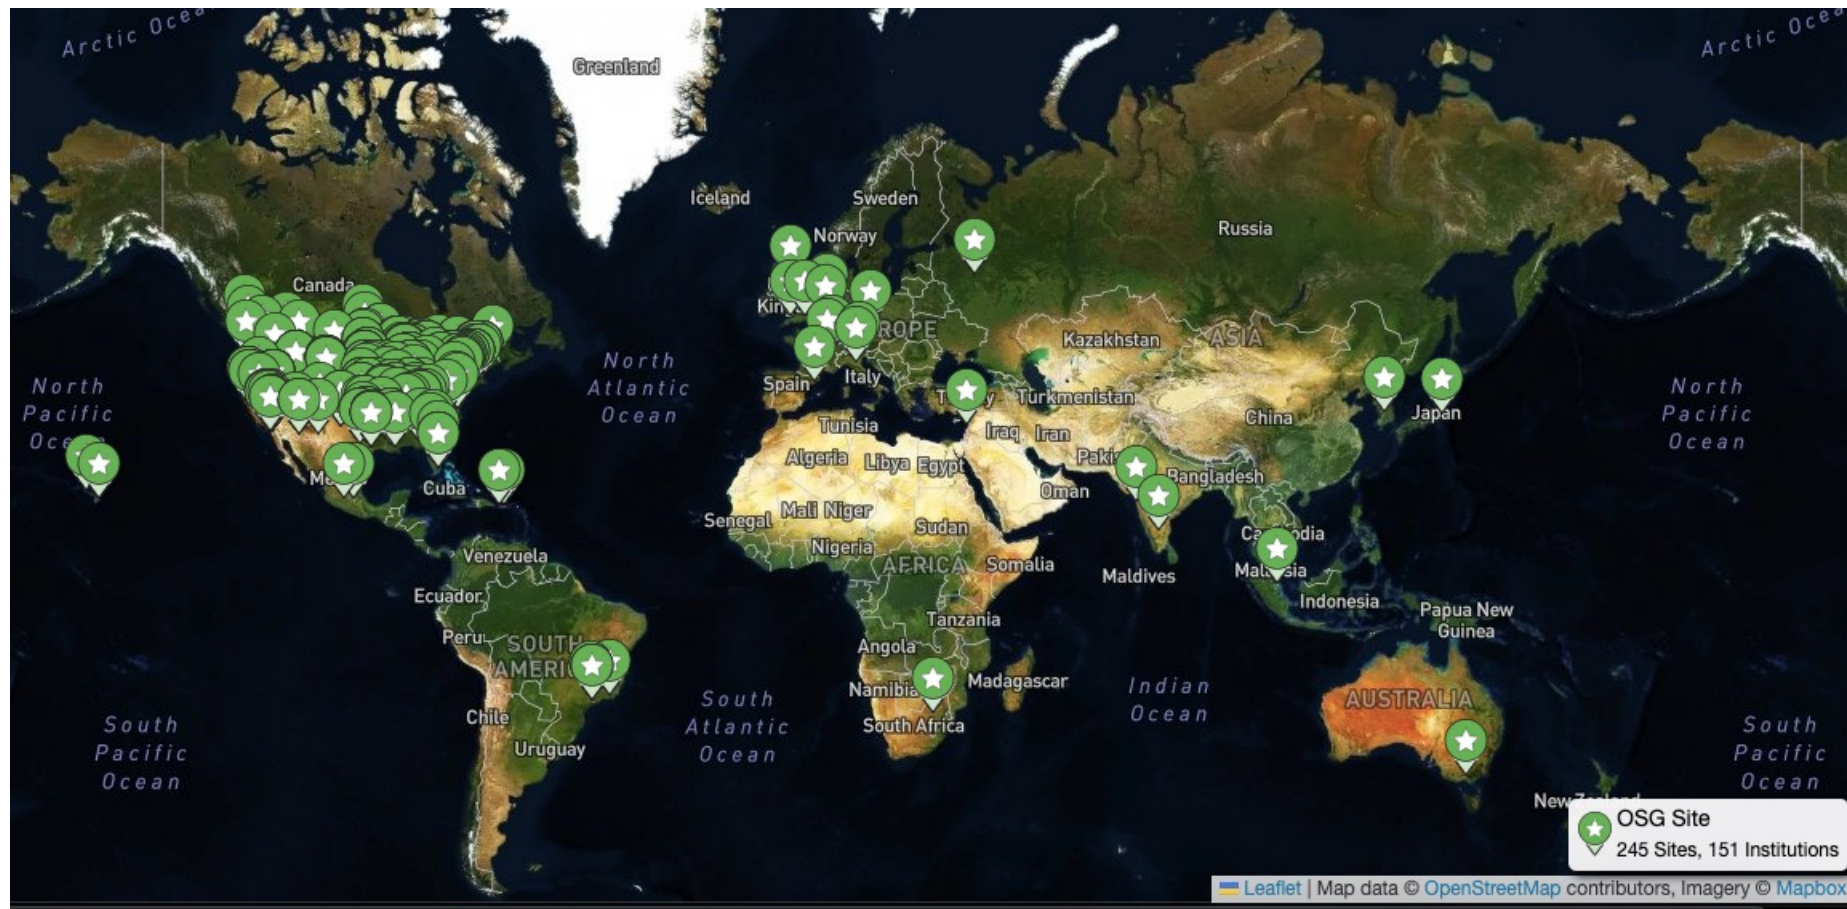 Arctic Ocea
Arctic Ocea
Greenland
Iceland
Sweden
Norway
Russia
Canada
North
Atlantic
Ocean
Kazakhstan
ASIA
Italy
Spain
Turkmenistan
North
Pacific
North
Pacific
Ocean
Japan
China
Tunisia
Iraq
Iran
Algeria
Libya
Egypt
Bangladesh
Cuba
Oman
Mali
Niger
Senegal
Sudan
Nigeria
AFRICA
Somalia
Venezuela
Maldives
Ecuador
Indonesia
Papua New
Guinea
Tanzania
Peru
SOUTH
Angola
Madagascar
Namibia
Indian
Ocean
South
Atlantic
Ocean
AUSTRALIA
Chile
South Africa
South
Pacific
Ocean
South
Pacific
Ocean
Uruguay
OSG Site
245 Sites, 151 Institutions
Leaflet | Map data © OpenStreetMap contributors, Imagery © Mapbox